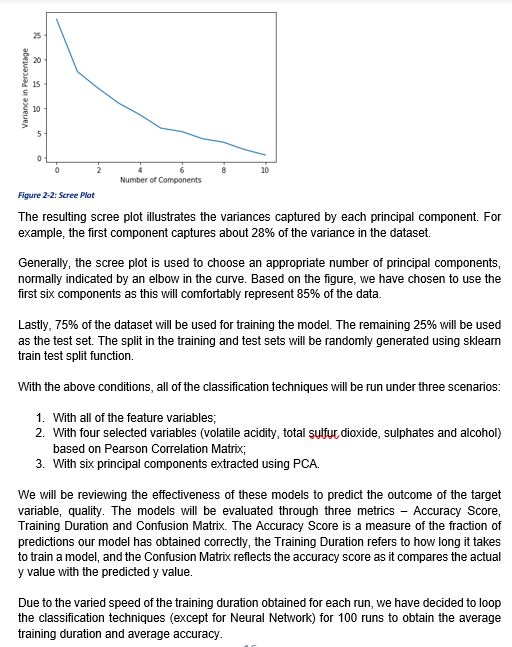 25
20
15
10
5
0
Variance in Percentage
0 2 4 6 8 10
Number of Components
Figure 2-2: Scree Plot
The resulting scree plot illustrates the variances captured by each principal component. For
example, the first component captures about 28% of the variance in the dataset.
Generally, the scree plot is used to choose an appropriate number of principal components,
normally indicated by an elbow in the curve. Based on the figure, we have chosen to use the
first six components as this will comfortably represent 85% of the data.
Lastly, 75% of the dataset will be used for training the model. The remaining 25% will be used
as the test set. The split in the training and test sets will be randomly generated using sklearn
train test split function.
With the above conditions, all of the classification techniques will be run under three scenarios:
1. With all of the feature variables;
2. With four selected variables (volatile acidity, total sulfur dioxide, sulphates and alcohol)
based on Pearson Correlation Matrix;
3. With six principal components extracted using PCA.
We will be reviewing the effectiveness of these models to predict the outcome of the target
variable, quality. The models will be evaluated through three metrics – Accuracy Score,
Training Duration and Confusion Matrix. The Accuracy Score is a measure of the fraction of
predictions our model has obtained correctly, the Training Duration refers to how long it takes
to train a model, and the Confusion Matrix reflects the accuracy score as it compares the actual
y value with the predicted y value.
Due to the varied speed of the training duration obtained for each run, we have decided to loop
the classification techniques (except for Neural Network) for 100 runs to obtain the average
training duration and average accuracy.